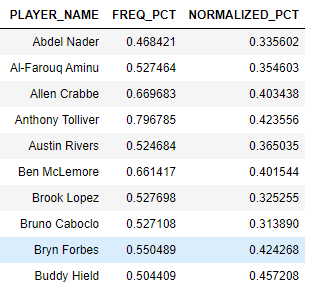 PLAYER_NAME FREQ_PCT NORMALIZED_PCT
Abdel Nader 0.468421 0.335602
Al-Farouq Aminu 0.527464 0.354603
Allen Crabbe 0.669683 0.403438
Anthony Tolliver 0.796785 0.423556
Austin Rivers 0.524684 0.365035
Ben McLemore 0.661417 0.401544
Brook Lopez 0.527698 0.325255
Bruno Caboclo 0.527108 0.313890
Bryn Forbes 0.550489 0.424268
Buddy Hield 0.504409 0.457208